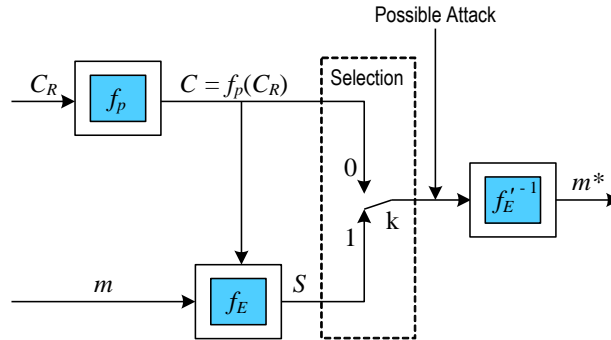 Possible Attack
Selection
C_R
f_p
C = f_p(C_R)
0
f_E'^{-1}
m*
1
k
m
f_E
S